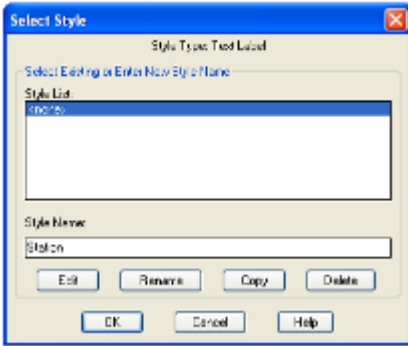 Select Style
Style Type: Text Label
Select Existing or Enter New Style Name
Style List:
<none>
Style Name:
Station
Edit Rename Copy Delete
OK Cancel Help